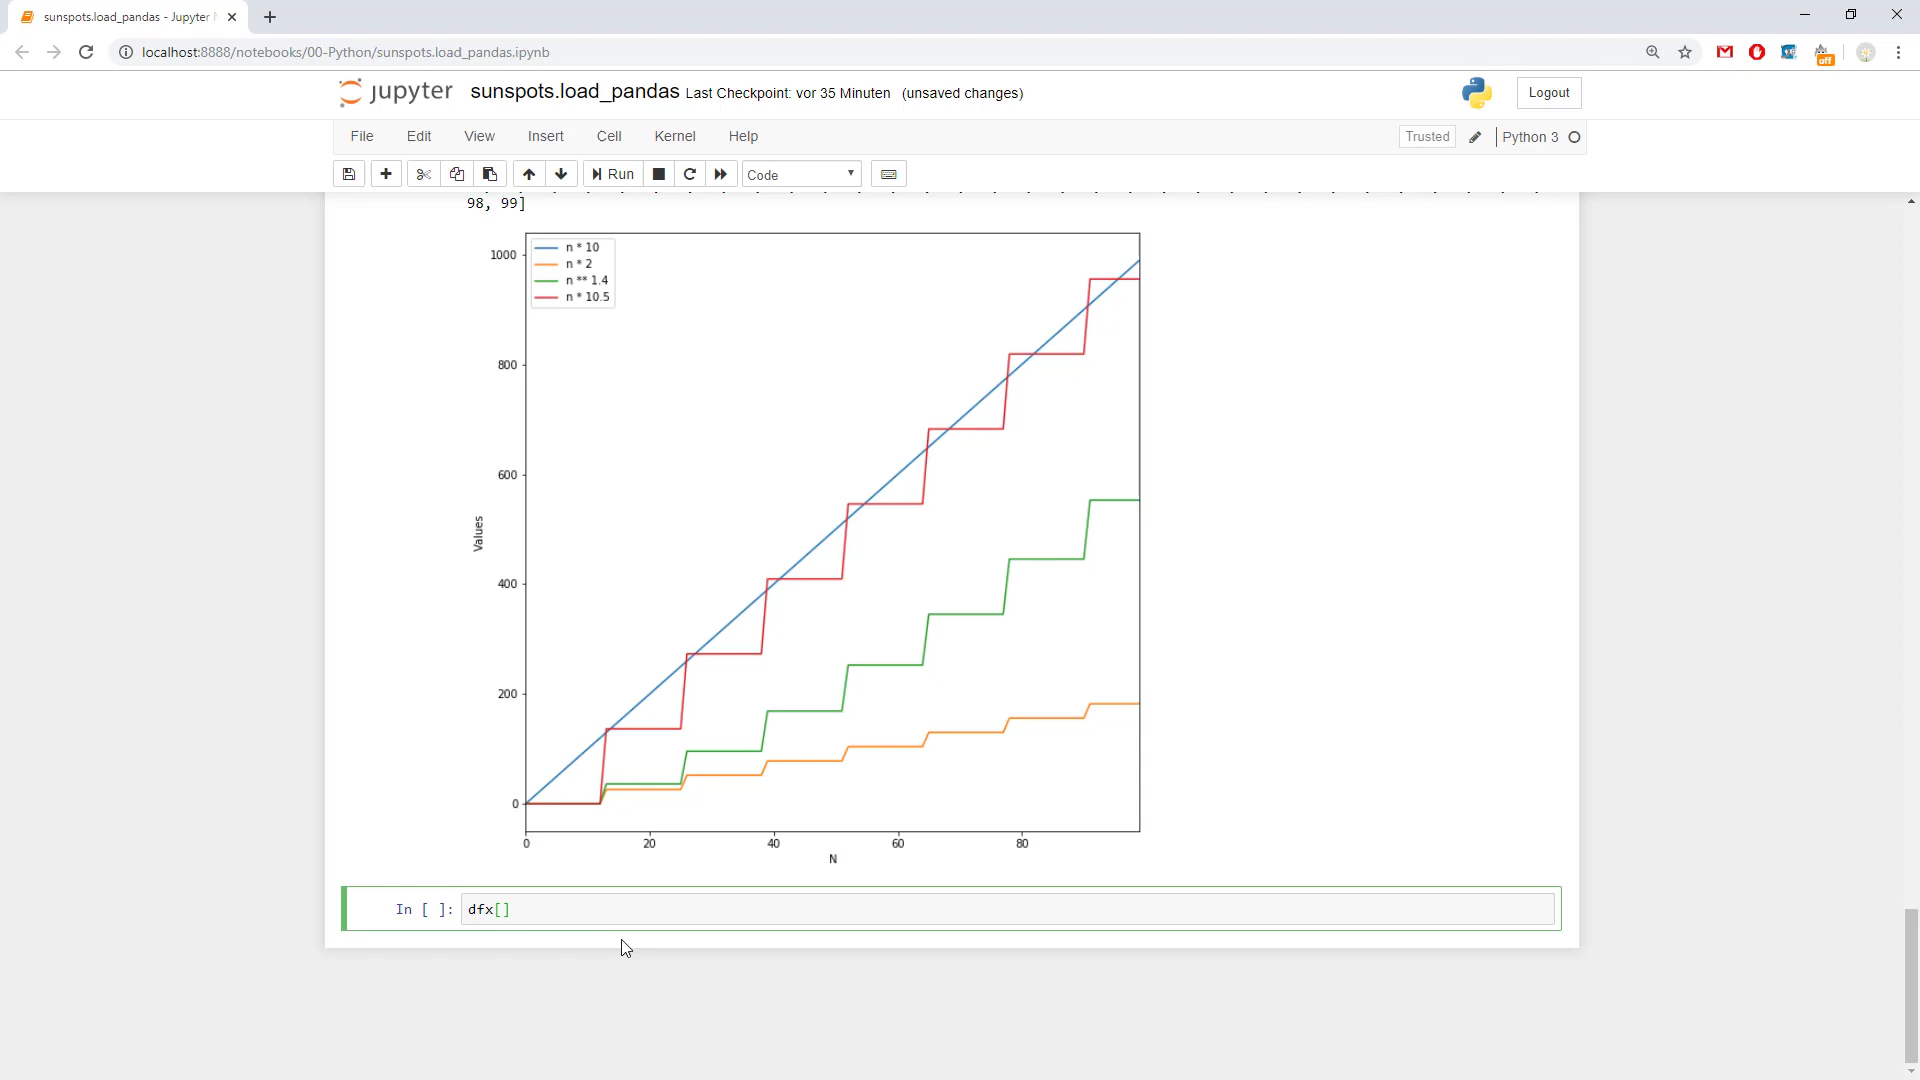 sunspots.load_pandas - Jupyter
localhost:8888/notebooks/00-Python/sunspots.load_pandas.ipynb
off
jupyter sunspots.load_pandas Last Checkpoint: vor 35 Minuten (unsaved changes)
Logout
File Edit View Insert Cell Kernel Help
Trusted
Python 3
Run
Code
98, 99]
n * 10
n * 2
n ** 1.4
n * 10.5
1000
800
600
400
200
0
Values
0 20 40 60 80
N
In [ ]: dfx[]